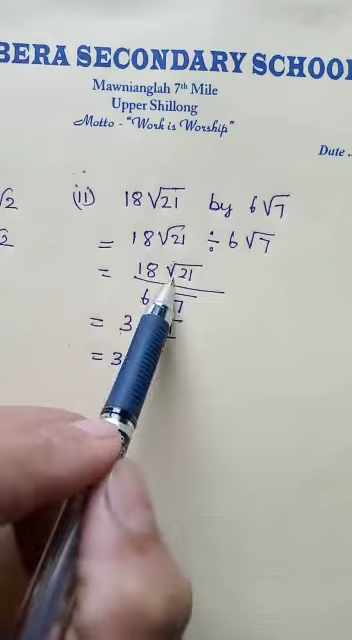 BERA SECONDARY SCHOOL
Mawnianglah 7th Mile
Upper Shillong
Motto - "Work is Worship"
Date ..
√2
2
(ii) 18√21 by 6√7
= 18√21 ÷ 6√7
= 18√21
6 7
= 3
= 3